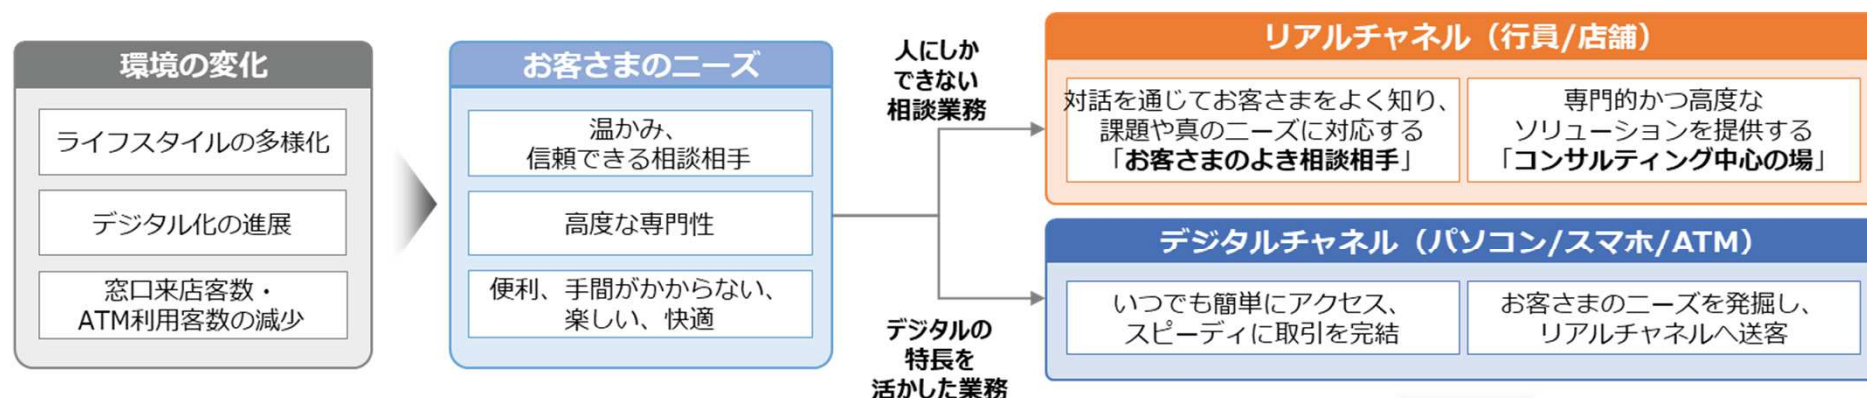 環境の変化
ライフスタイルの多様化
デジタル化の進展
窓口来店客数・
ATM利用客数の減少
お客さまのニーズ
温かみ、
信頼できる相談相手
高度な専門性
便利、手間がかからない、
楽しい、快適
人にしか
できない
相談業務
デジタルの
特長を
活かした業務
リアルチャネル（行員/店舗）
対話を通じてお客さまをよく知り、
課題や真のニーズに対応する
「お客さまのよき相談相手」
専門的かつ高度な
ソリューションを提供する
「コンサルティング中心の場」
デジタルチャネル（パソコン/スマホ/ATM）
いつでも簡単にアクセス、
スピーディに取引を完結
お客さまのニーズを発掘し、
リアルチャネルへ送客